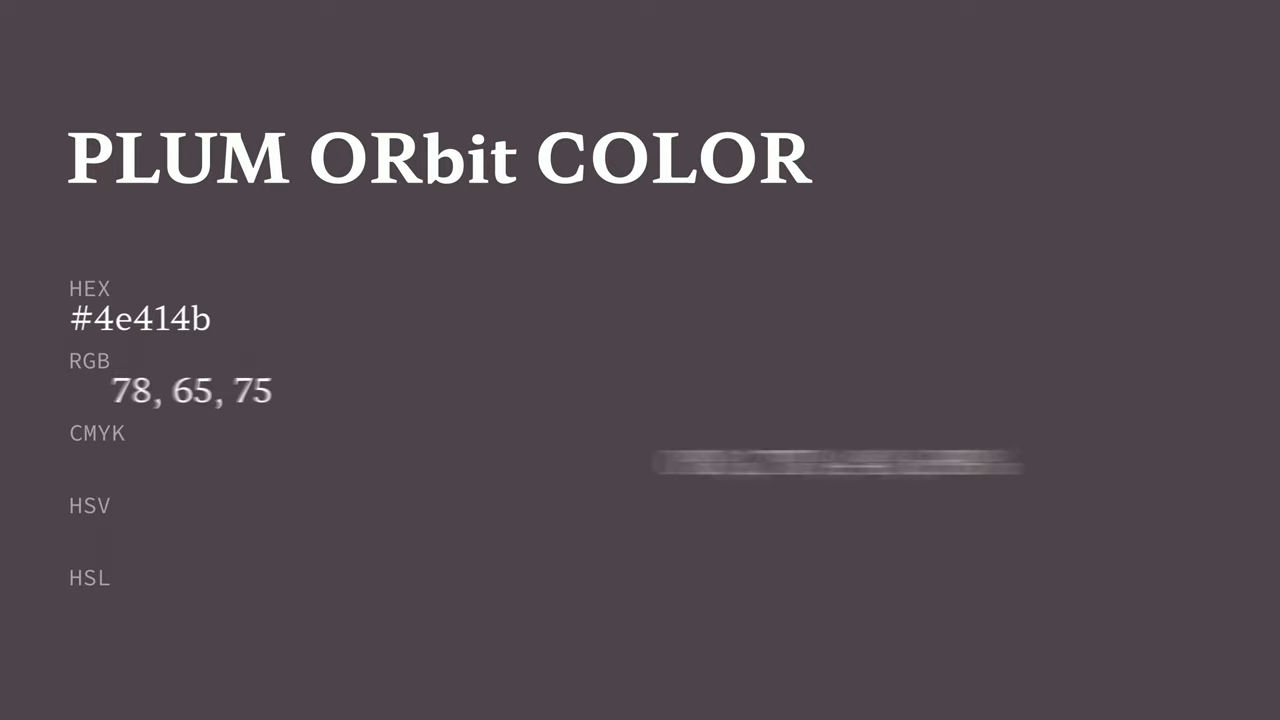 PLUM ORbit COLOR
HEX
#4e414b
RGB
78, 65, 75
CMYK
HSV
HSL